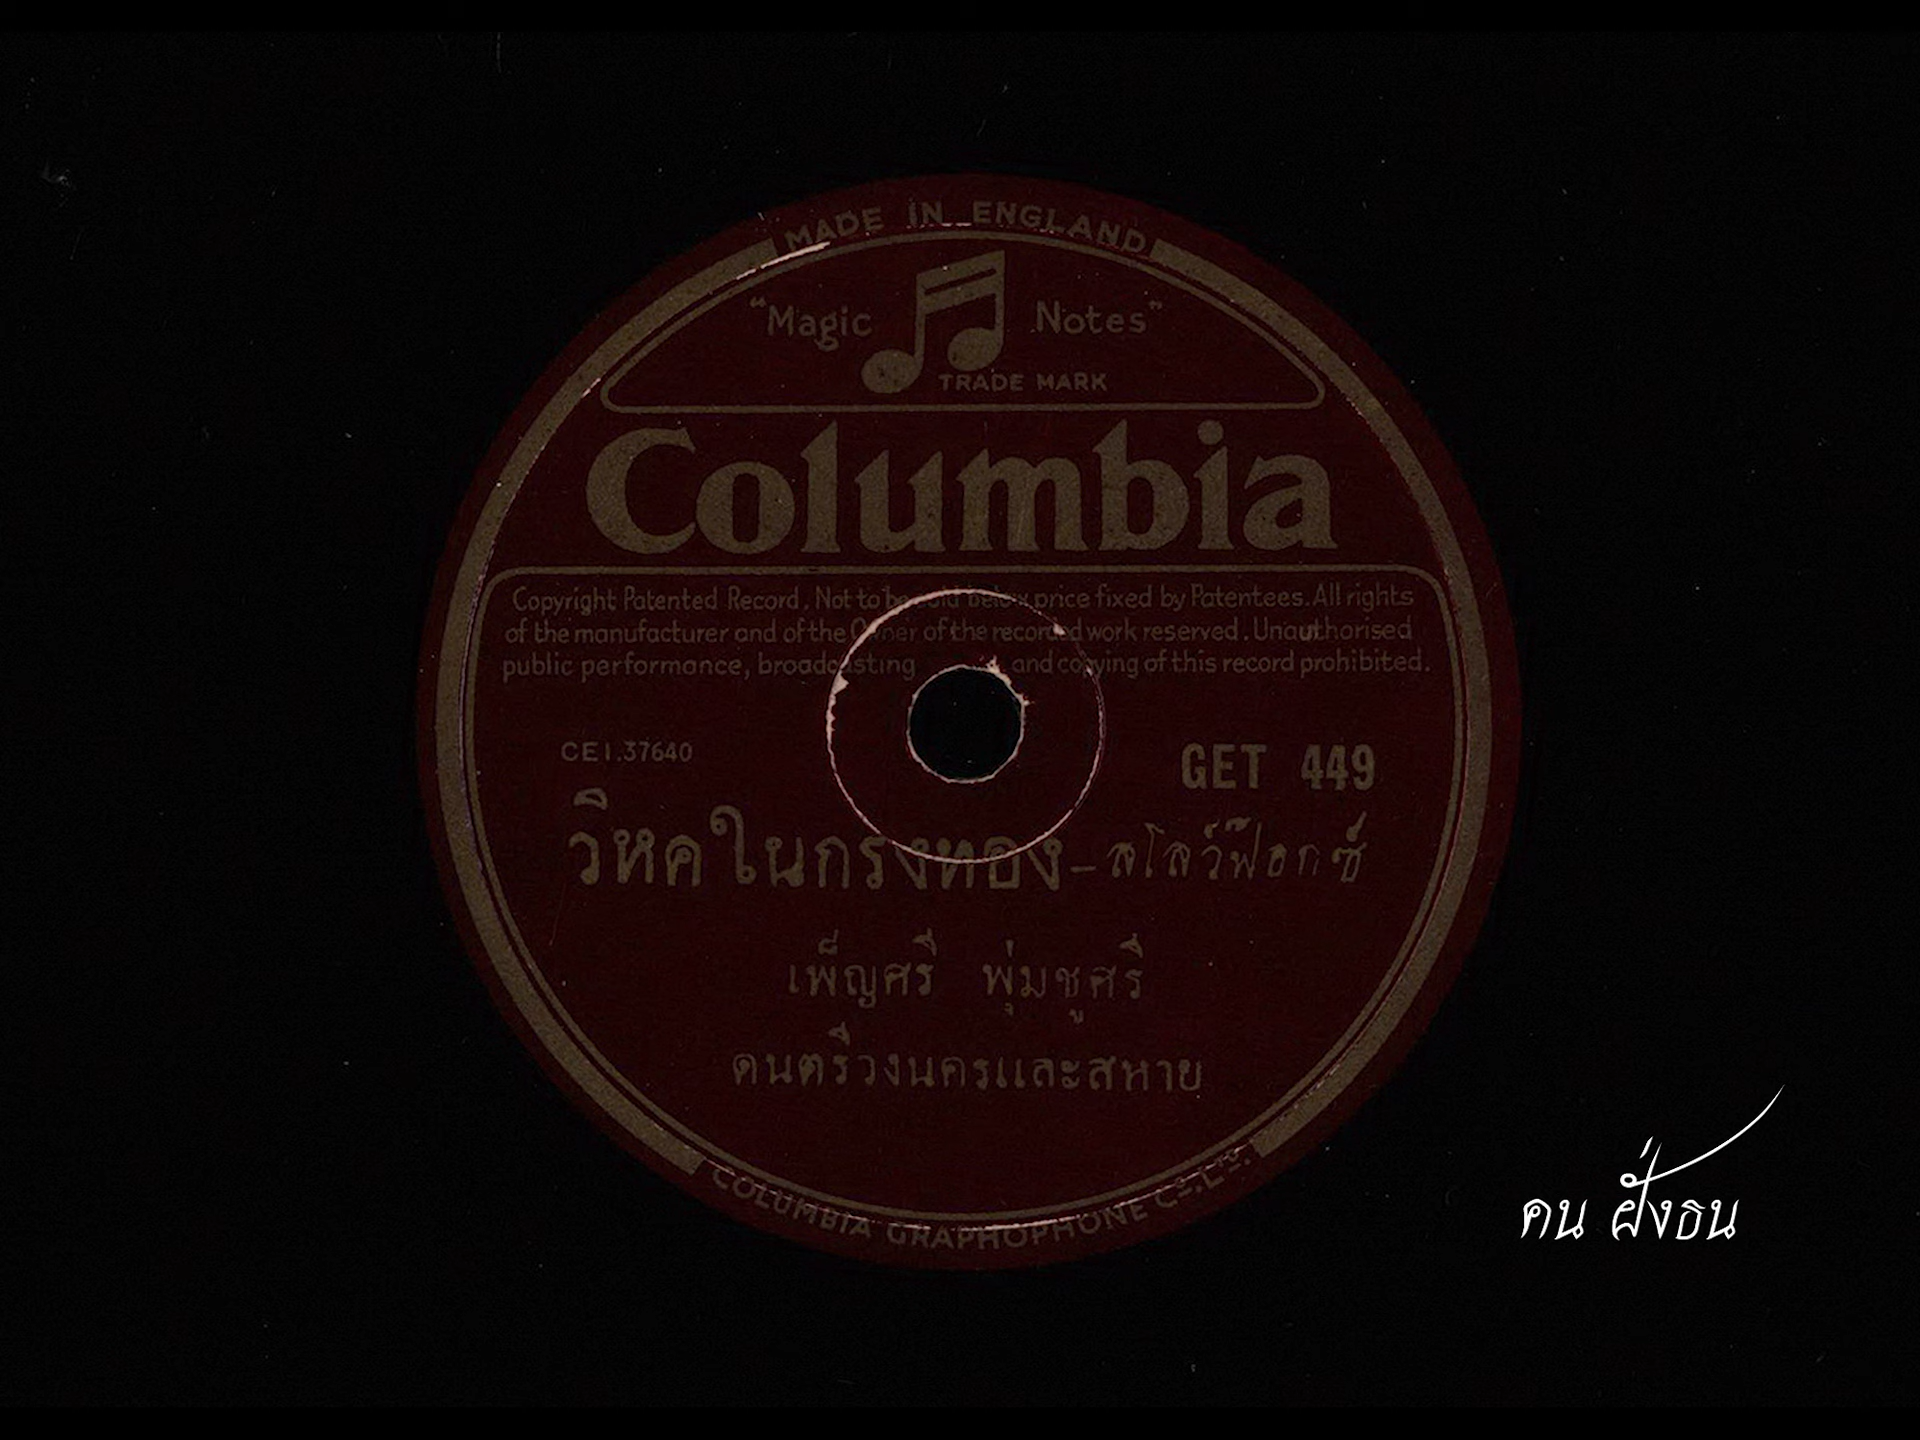 MADE IN ENGLAND
"Magic Notes"
TRADE MARK
Columbia
Copyright Patented Record. Not to be sold below price fixed by Patentees. All rights
of the manufacturer and of the Owner of the recorded work reserved. Unauthorised
public performance, broadcasting and copying of this record prohibited.
CEI.37640
GET 449
วิหคในกรงทอง - สโลว์ฟ๊อกซ์
เพ็ญศรี พุ่มชูศรี
ดนตรีวงนครและสหาย
COLUMBIA GRAPHOPHONE Co., LTD.
คน ฝั่งธน